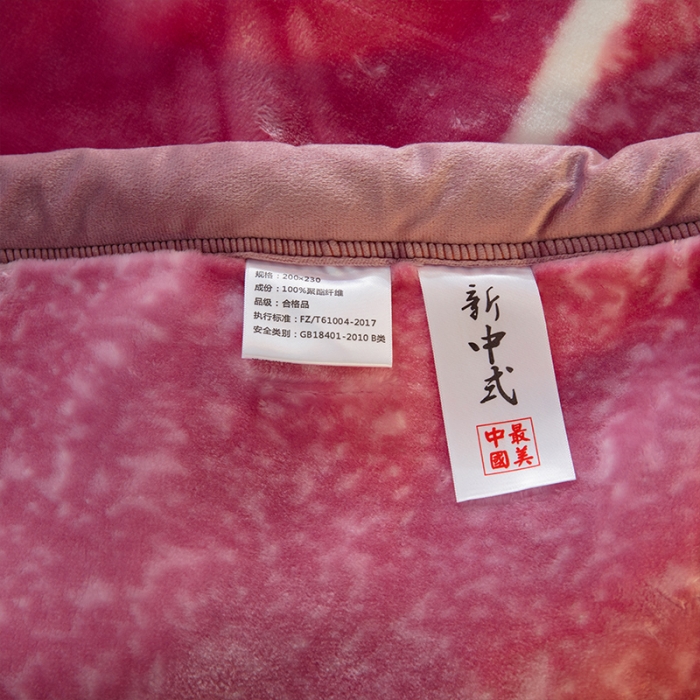 规格：200*230
成份：100%聚酯纤维
品级：合格品
执行标准：FZ/T61004-2017
安全类别：GB18401-2010 B类
新中式
最美
中國